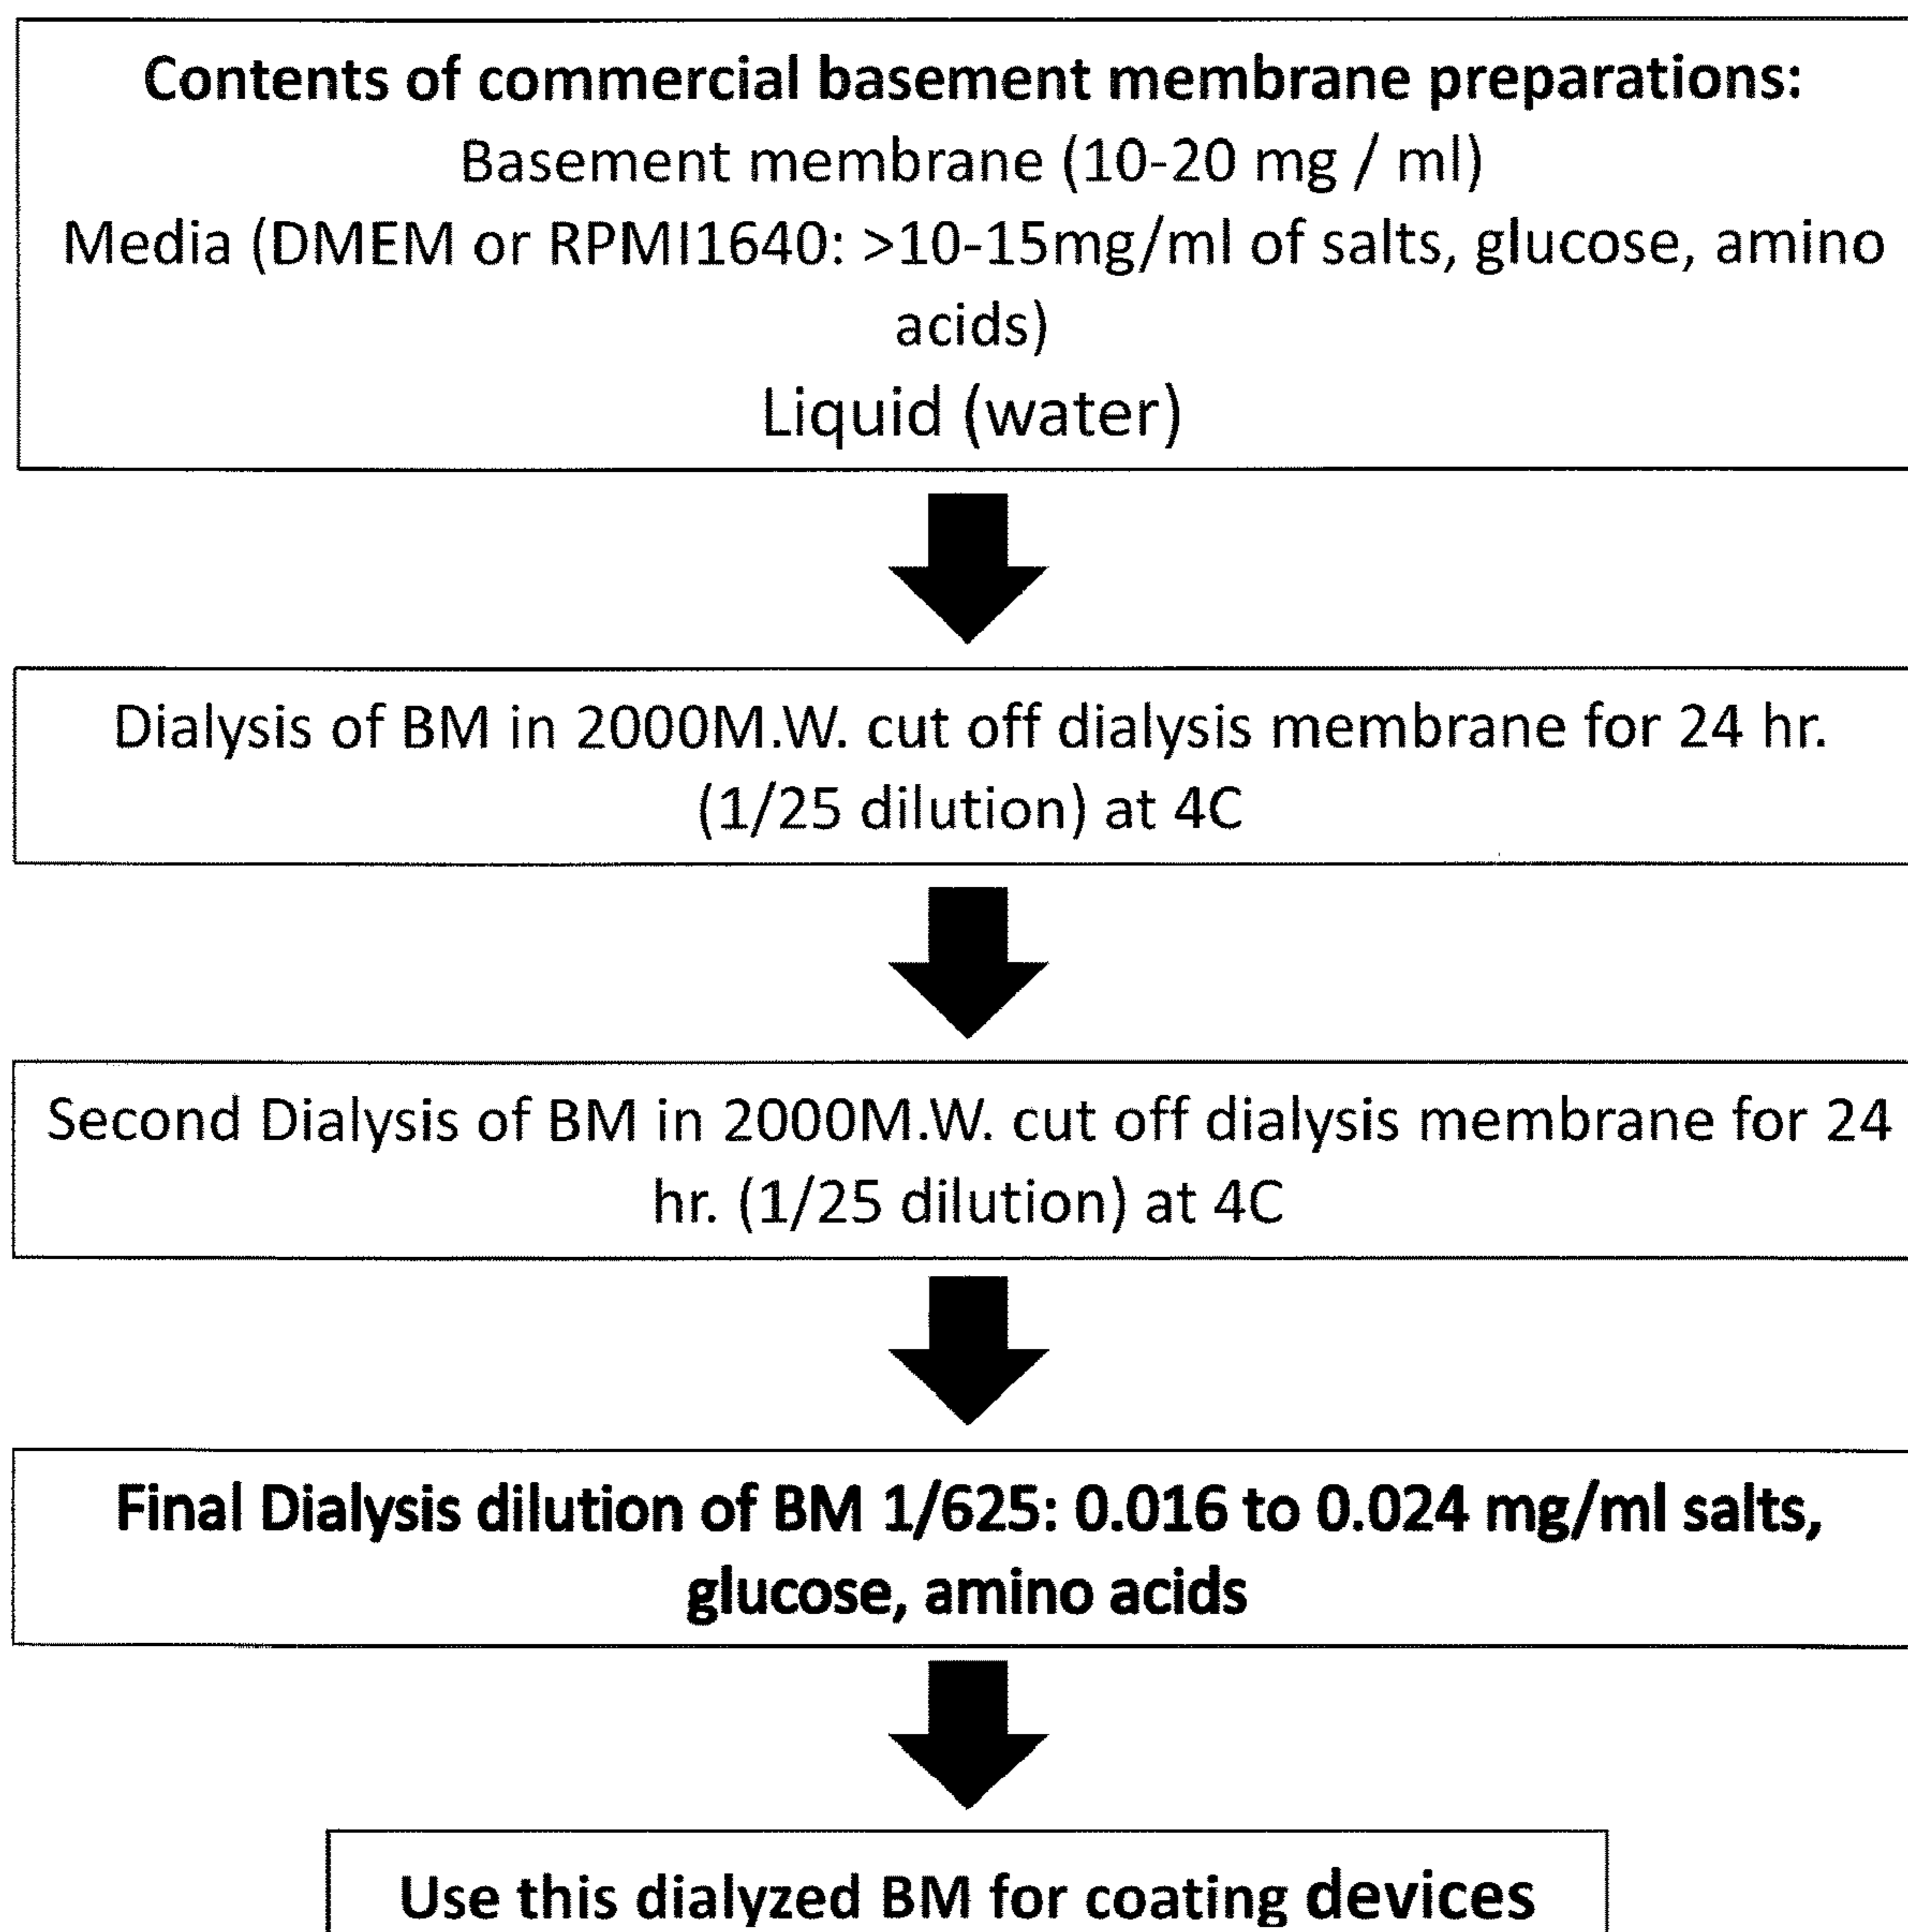 Contents of commercial basement membrane preparations:
Basement membrane (10-20 mg / ml)
Media (DMEM or RPMI1640: >10-15mg/ml of salts, glucose, amino
acids)
Liquid (water)
Dialysis of BM in 2000M.W. cut off dialysis membrane for 24 hr.
(1/25 dilution) at 4C
Second Dialysis of BM in 2000M.W. cut off dialysis membrane for 24
hr. (1/25 dilution) at 4C
Final Dialysis dilution of BM 1/625: 0.016 to 0.024 mg/ml salts,
glucose, amino acids
Use this dialyzed BM for coating devices